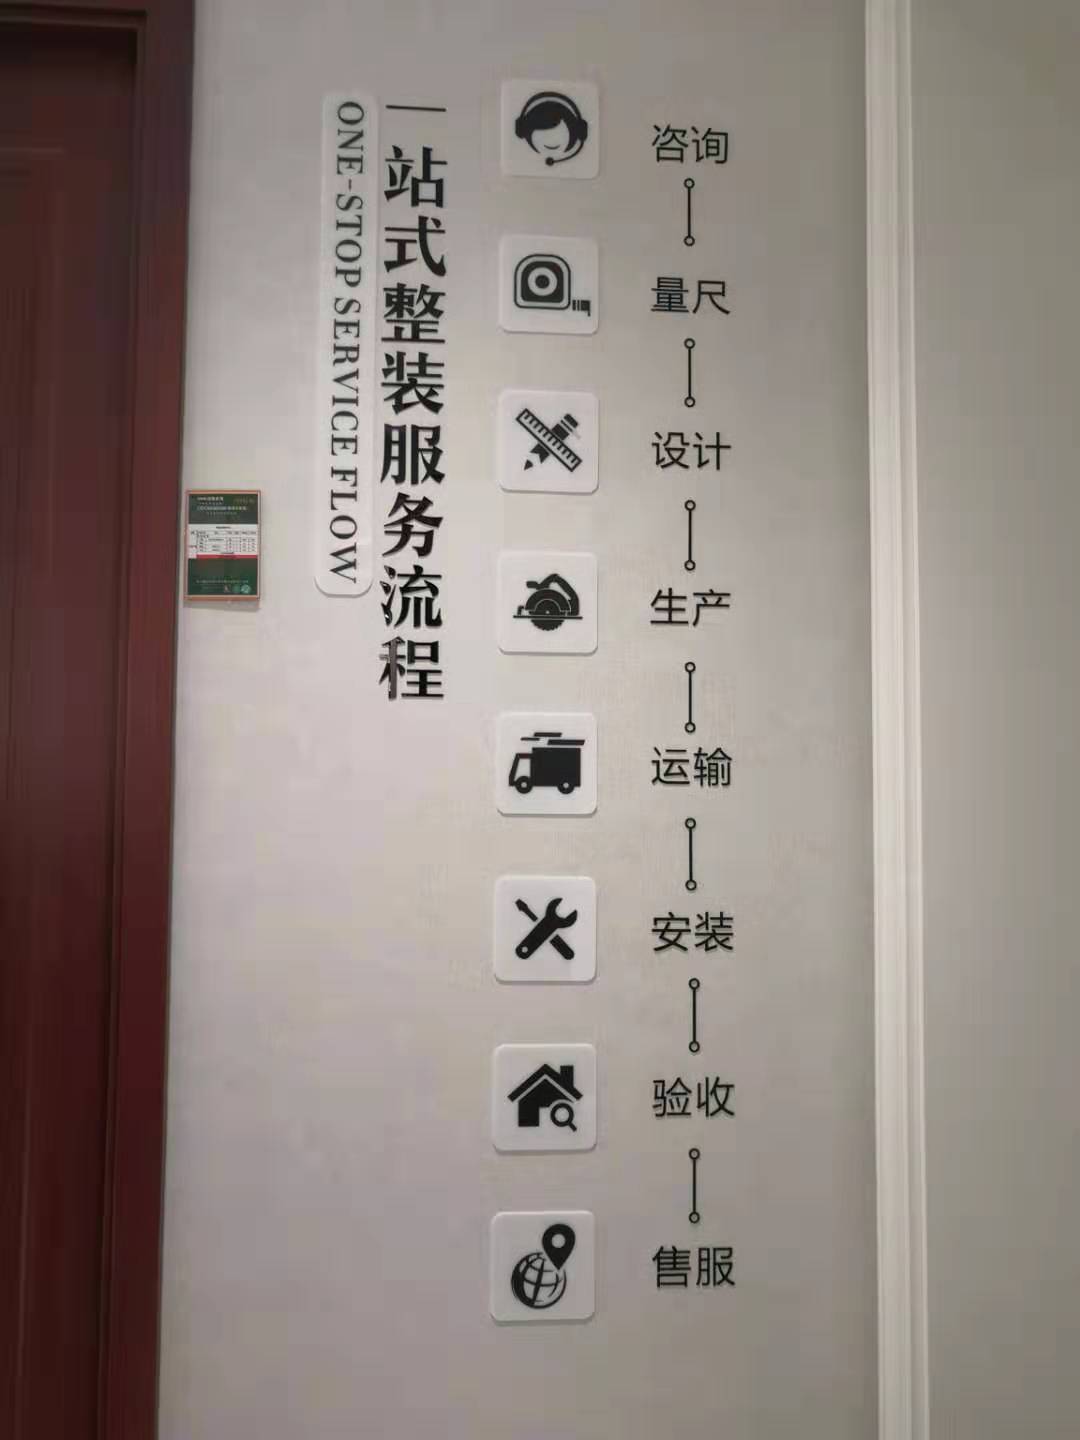 一站式整装服务流程
ONE-STOP SERVICE FLOW
咨询
量尺
设计
生产
运输
安装
验收
售服